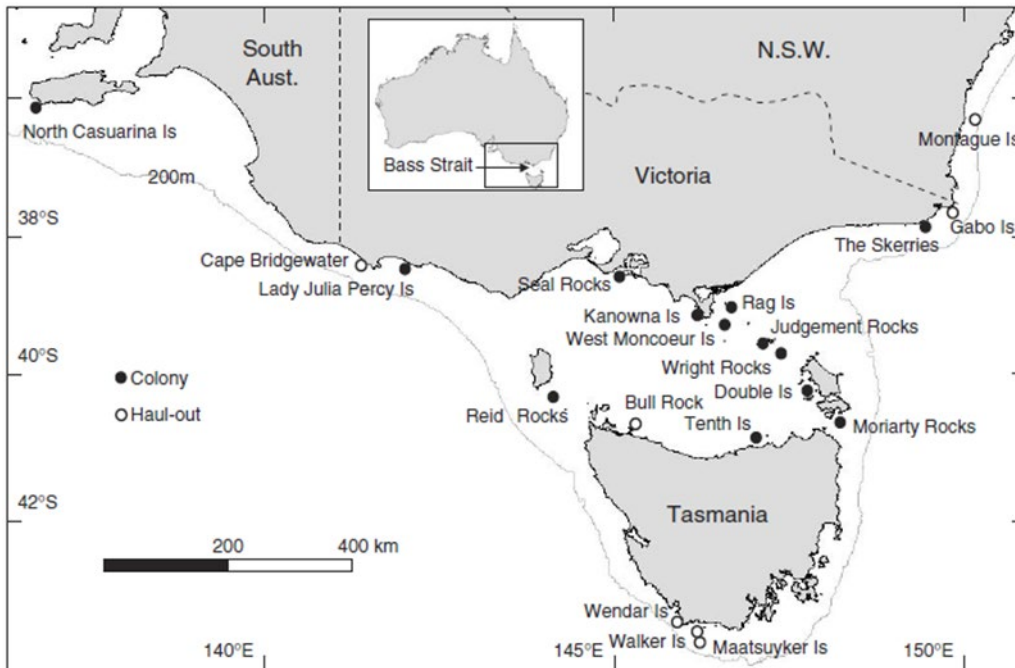 South
Aust.
N.S.W.
North Casuarina Is
Montague Is
Bass Strait
200m
Victoria
38°S
Gabo Is
The Skerries
Cape Bridgewater
Lady Julia Percy Is
Seal Rocks
Rag Is
Kanowna Is
Judgement Rocks
West Moncoeur Is
Wright Rocks
40°S
Colony
Double Is
Haul-out
Reid Rocks
Bull Rock
Tenth Is
Moriarty Rocks
42°S
Tasmania
200
400 km
Wendar Is
Walker Is
Maatsuyker Is
140°E
145°E
150°E